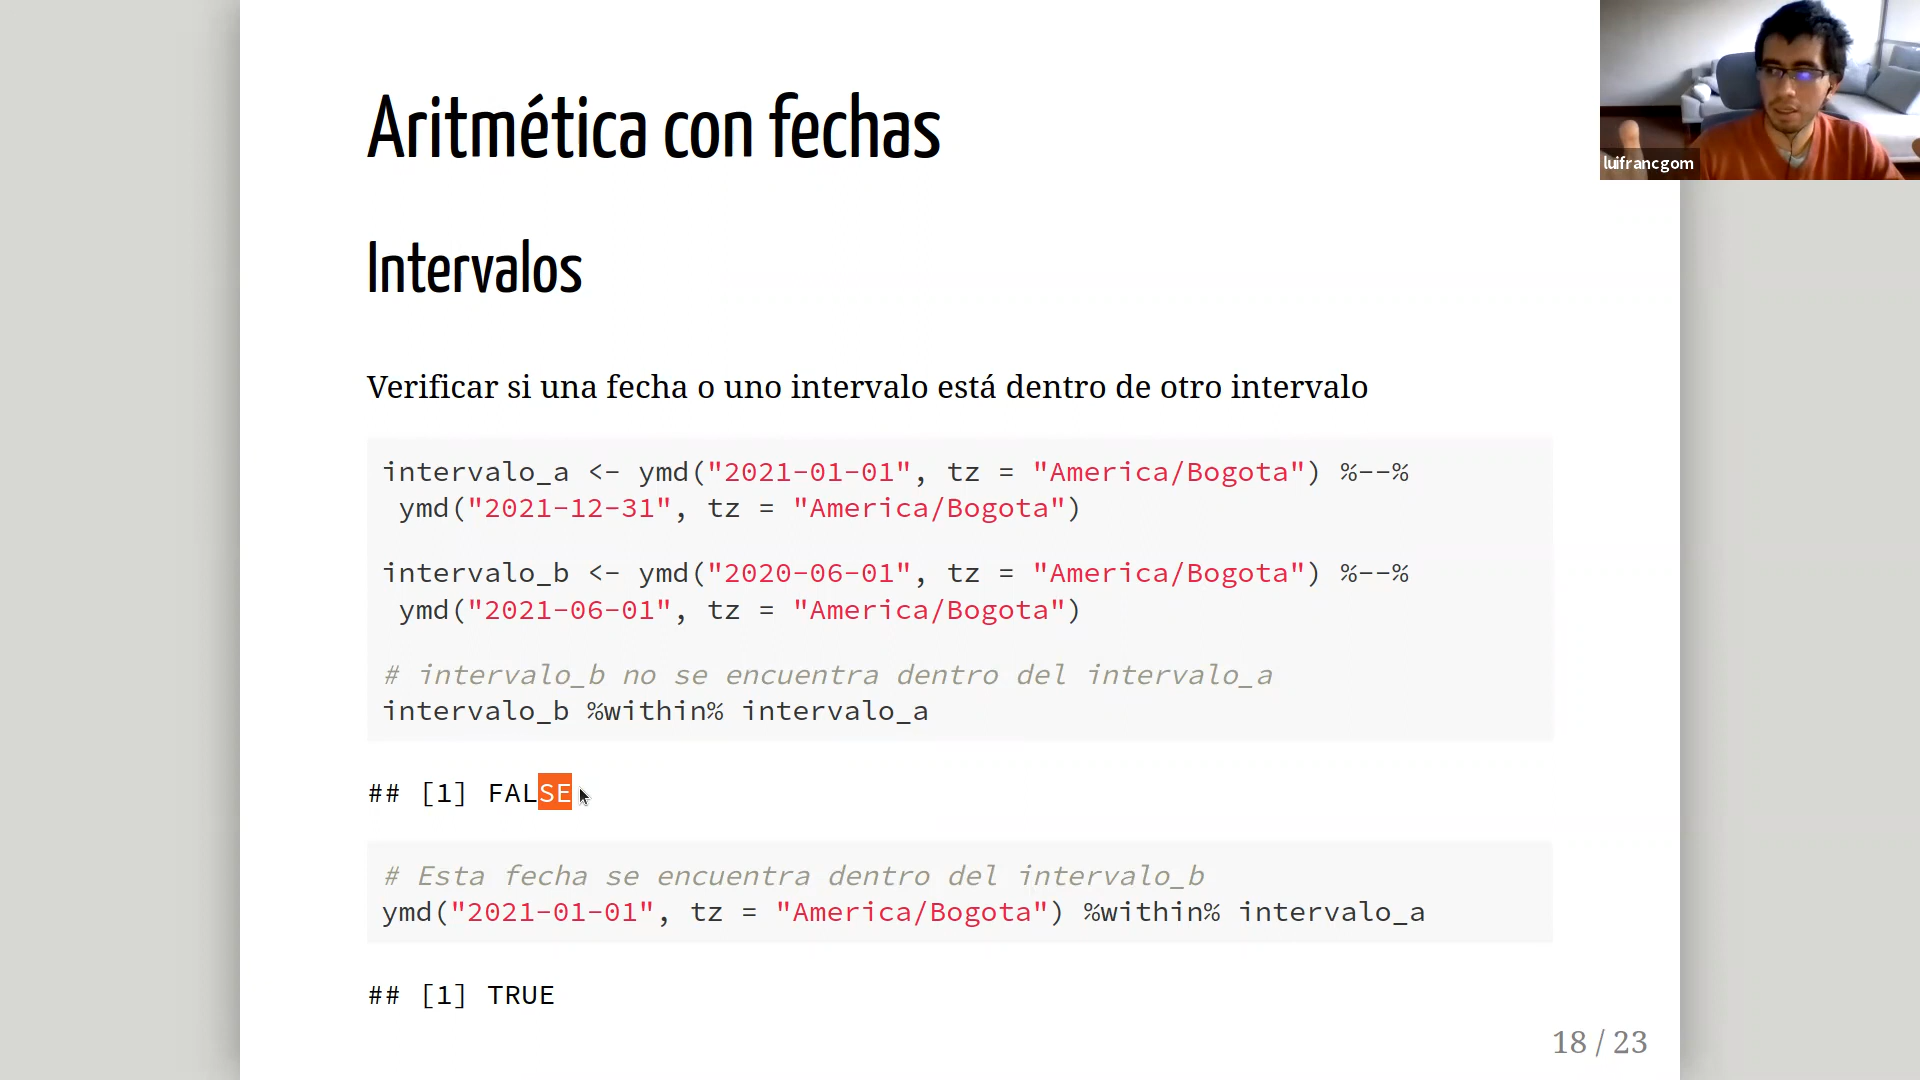 Aritmética con fechas
luifrancgom
Intervalos
Verificar si una fecha o uno intervalo está dentro de otro intervalo
intervalo_a <- ymd("2021-01-01", tz = "America/Bogota") %--%
ymd("2021-12-31", tz = "America/Bogota")
intervalo_b <- ymd("2020-06-01", tz = "America/Bogota") %--%
ymd("2021-06-01", tz = "America/Bogota")
# intervalo_b no se encuentra dentro del intervalo_a
intervalo_b %within% intervalo_a
## [1] FALSE
# Esta fecha se encuentra dentro del intervalo_b
ymd("2021-01-01", tz = "America/Bogota") %within% intervalo_a
## [1] TRUE
18 / 23